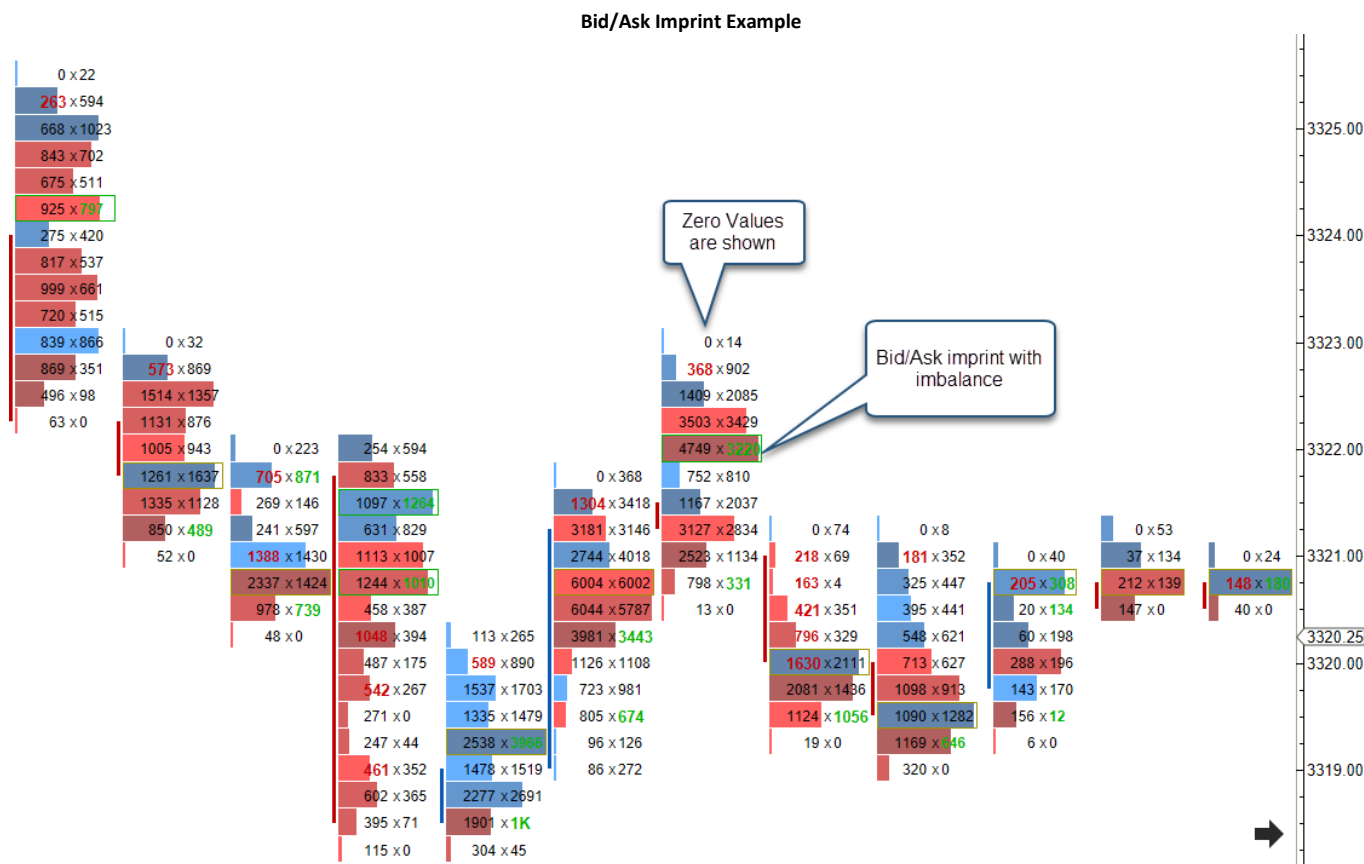 Bid/Ask Imprint Example
0 x 22
263 x 594
668 x 1023
843 x 702
675 x 511
925 x 797
275 x 420
817 x 537
999 x 661
720 x 515
839 x 866
869 x 351
496 x 98
63 x 0
0 x 32
573 x 869
1514 x 1357
1131 x 876
1005 x 943
1261 x 1637
1335 x 1128
850 x 489
52 x 0
0 x 223
705 x 871
269 x 146
241 x 597
1388 x 1430
2337 x 1424
978 x 739
48 x 0
254 x 594
833 x 558
1097 x 1264
631 x 829
1113 x 1007
1244 x 1010
458 x 387
1048 x 394
487 x 175
542 x 267
271 x 0
247 x 44
461 x 352
602 x 365
395 x 71
115 x 0
113 x 265
589 x 890
1537 x 1703
1335 x 1479
2538 x 3966
1478 x 1519
2277 x 2691
1901 x 1K
304 x 45
0 x 368
1304 x 3418
3181 x 3146
2744 x 4018
6004 x 6002
6044 x 5787
3981 x 3443
1126 x 1108
723 x 981
805 x 674
96 x 126
86 x 272
Zero Values
are shown
0 x 14
368 x 902
1409 x 2085
3503 x 3429
4749 x 3220
752 x 810
1167 x 2037
3127 x 2834
2523 x 1134
798 x 331
13 x 0
Bid/Ask imprint with
imbalance
0 x 74
218 x 69
163 x 4
421 x 351
796 x 329
1630 x 2111
2081 x 1436
1124 x 1056
19 x 0
0 x 8
181 x 352
325 x 447
395 x 441
548 x 621
713 x 627
1098 x 913
1090 x 1282
1169 x 646
320 x 0
0 x 40
205 x 308
20 x 134
60 x 198
288 x 196
143 x 170
156 x 12
6 x 0
0 x 53
37 x 134
212 x 139
147 x 0
0 x 24
148 x 180
40 x 0
3325.00
3324.00
3323.00
3322.00
3321.00
3320.25
3320.00
3319.00